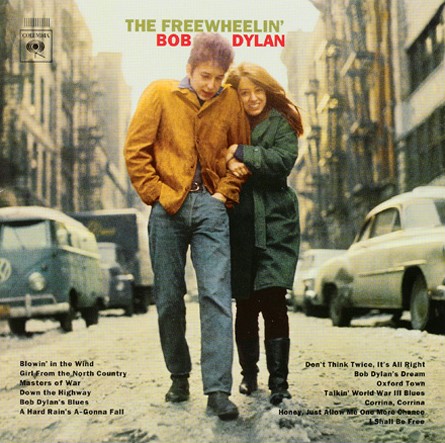 COLUMBIA
THE FREEWHEELIN'
BOB DYLAN
Blowin' in the Wind
Girl From the North Country
Masters of War
Down the Highway
Bob Dylan's Blues
A Hard Rain's A-Gonna Fall
Don't Think Twice, It's All Right
Bob Dylan's Dream
Oxford Town
Talkin' World War III Blues
Corrina, Corrina
Honey, Just Allow Me One More Chance
I Shall Be Free